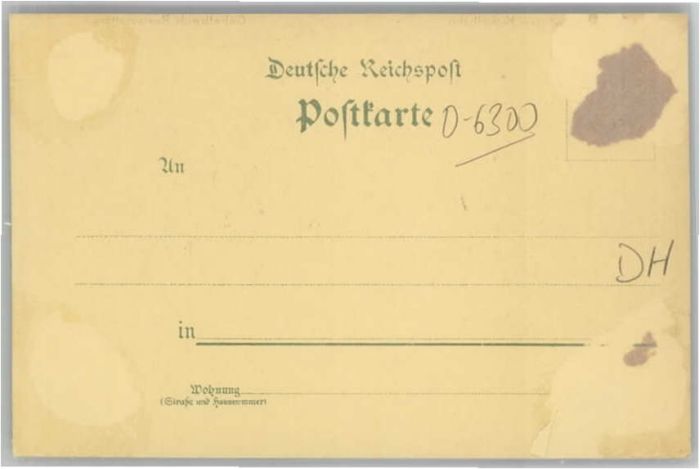 Deutsche Reichspost
Postkarte D-6300
An
DH
in
Wohnung
(Straße und Hausnummer)